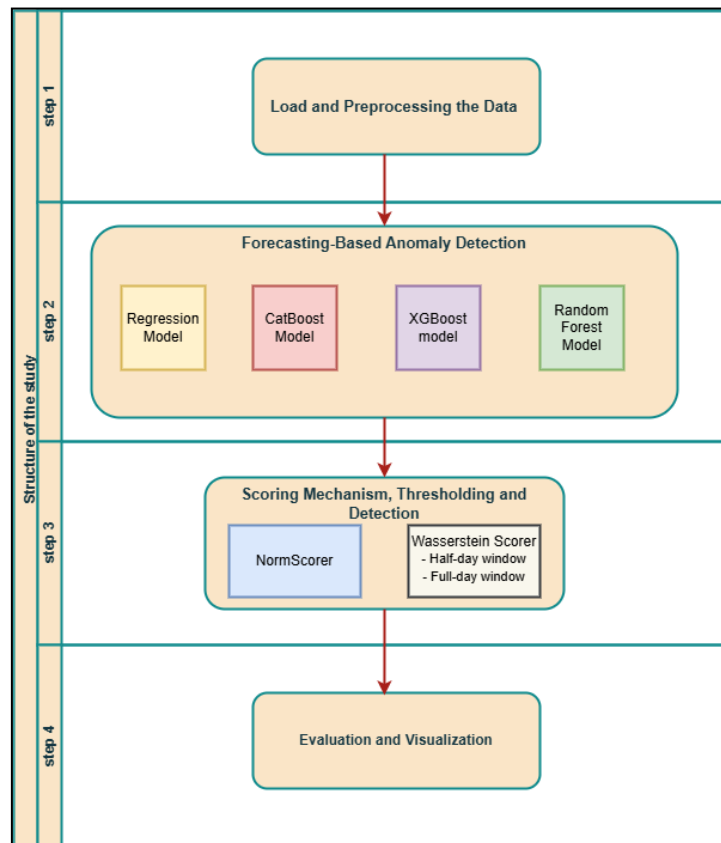 Structure of the study
step 1
Load and Preprocessing the Data
step 2
Forecasting-Based Anomaly Detection
Regression
Model
CatBoost
Model
XGBoost
model
Random
Forest
Model
step 3
Scoring Mechanism, Thresholding and
Detection
NormScorer
Wasserstein Scorer
- Half-day window
- Full-day window
step 4
Evaluation and Visualization